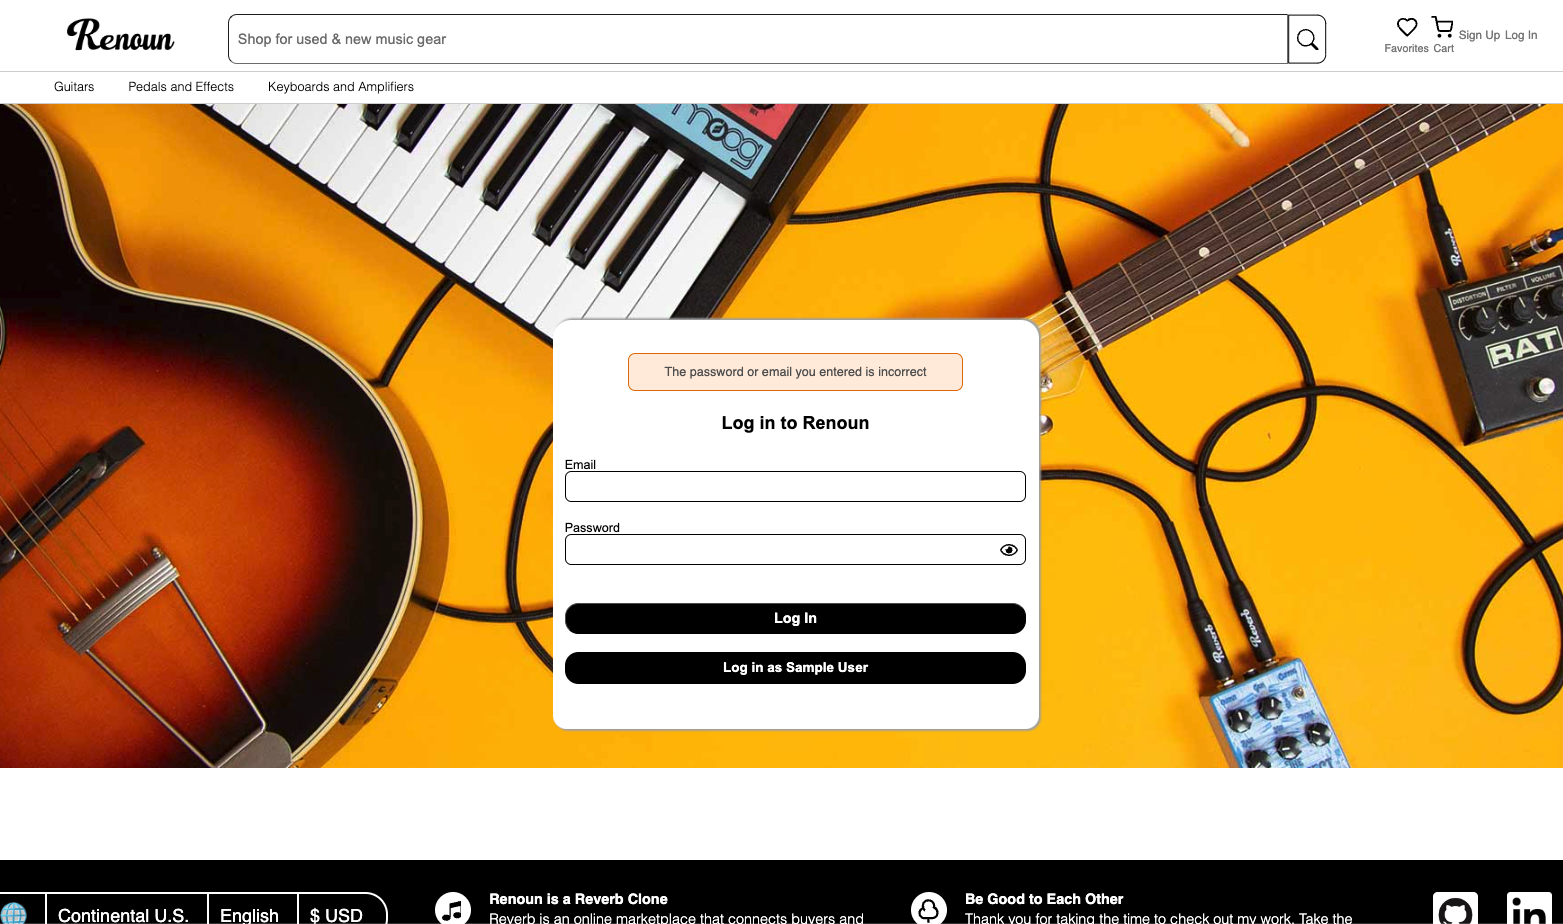 Renoun
Shop for used & new music gear
Favorites
Cart
Sign Up
Log In
Guitars
Pedals and Effects
Keyboards and Amplifiers
moog
DISTORTION
FILTER
VOLUME
RAT
Reverb
The password or email you entered is incorrect
Log in to Renoun
Email
Password
Log In
Log in as Sample User
Reverb
Reverb
Continental U.S.
English
$ USD
Renoun is a Reverb Clone
Reverb is an online marketplace that connects buyers and
Be Good to Each Other
Thank you for taking the time to check out my work. Take the
in